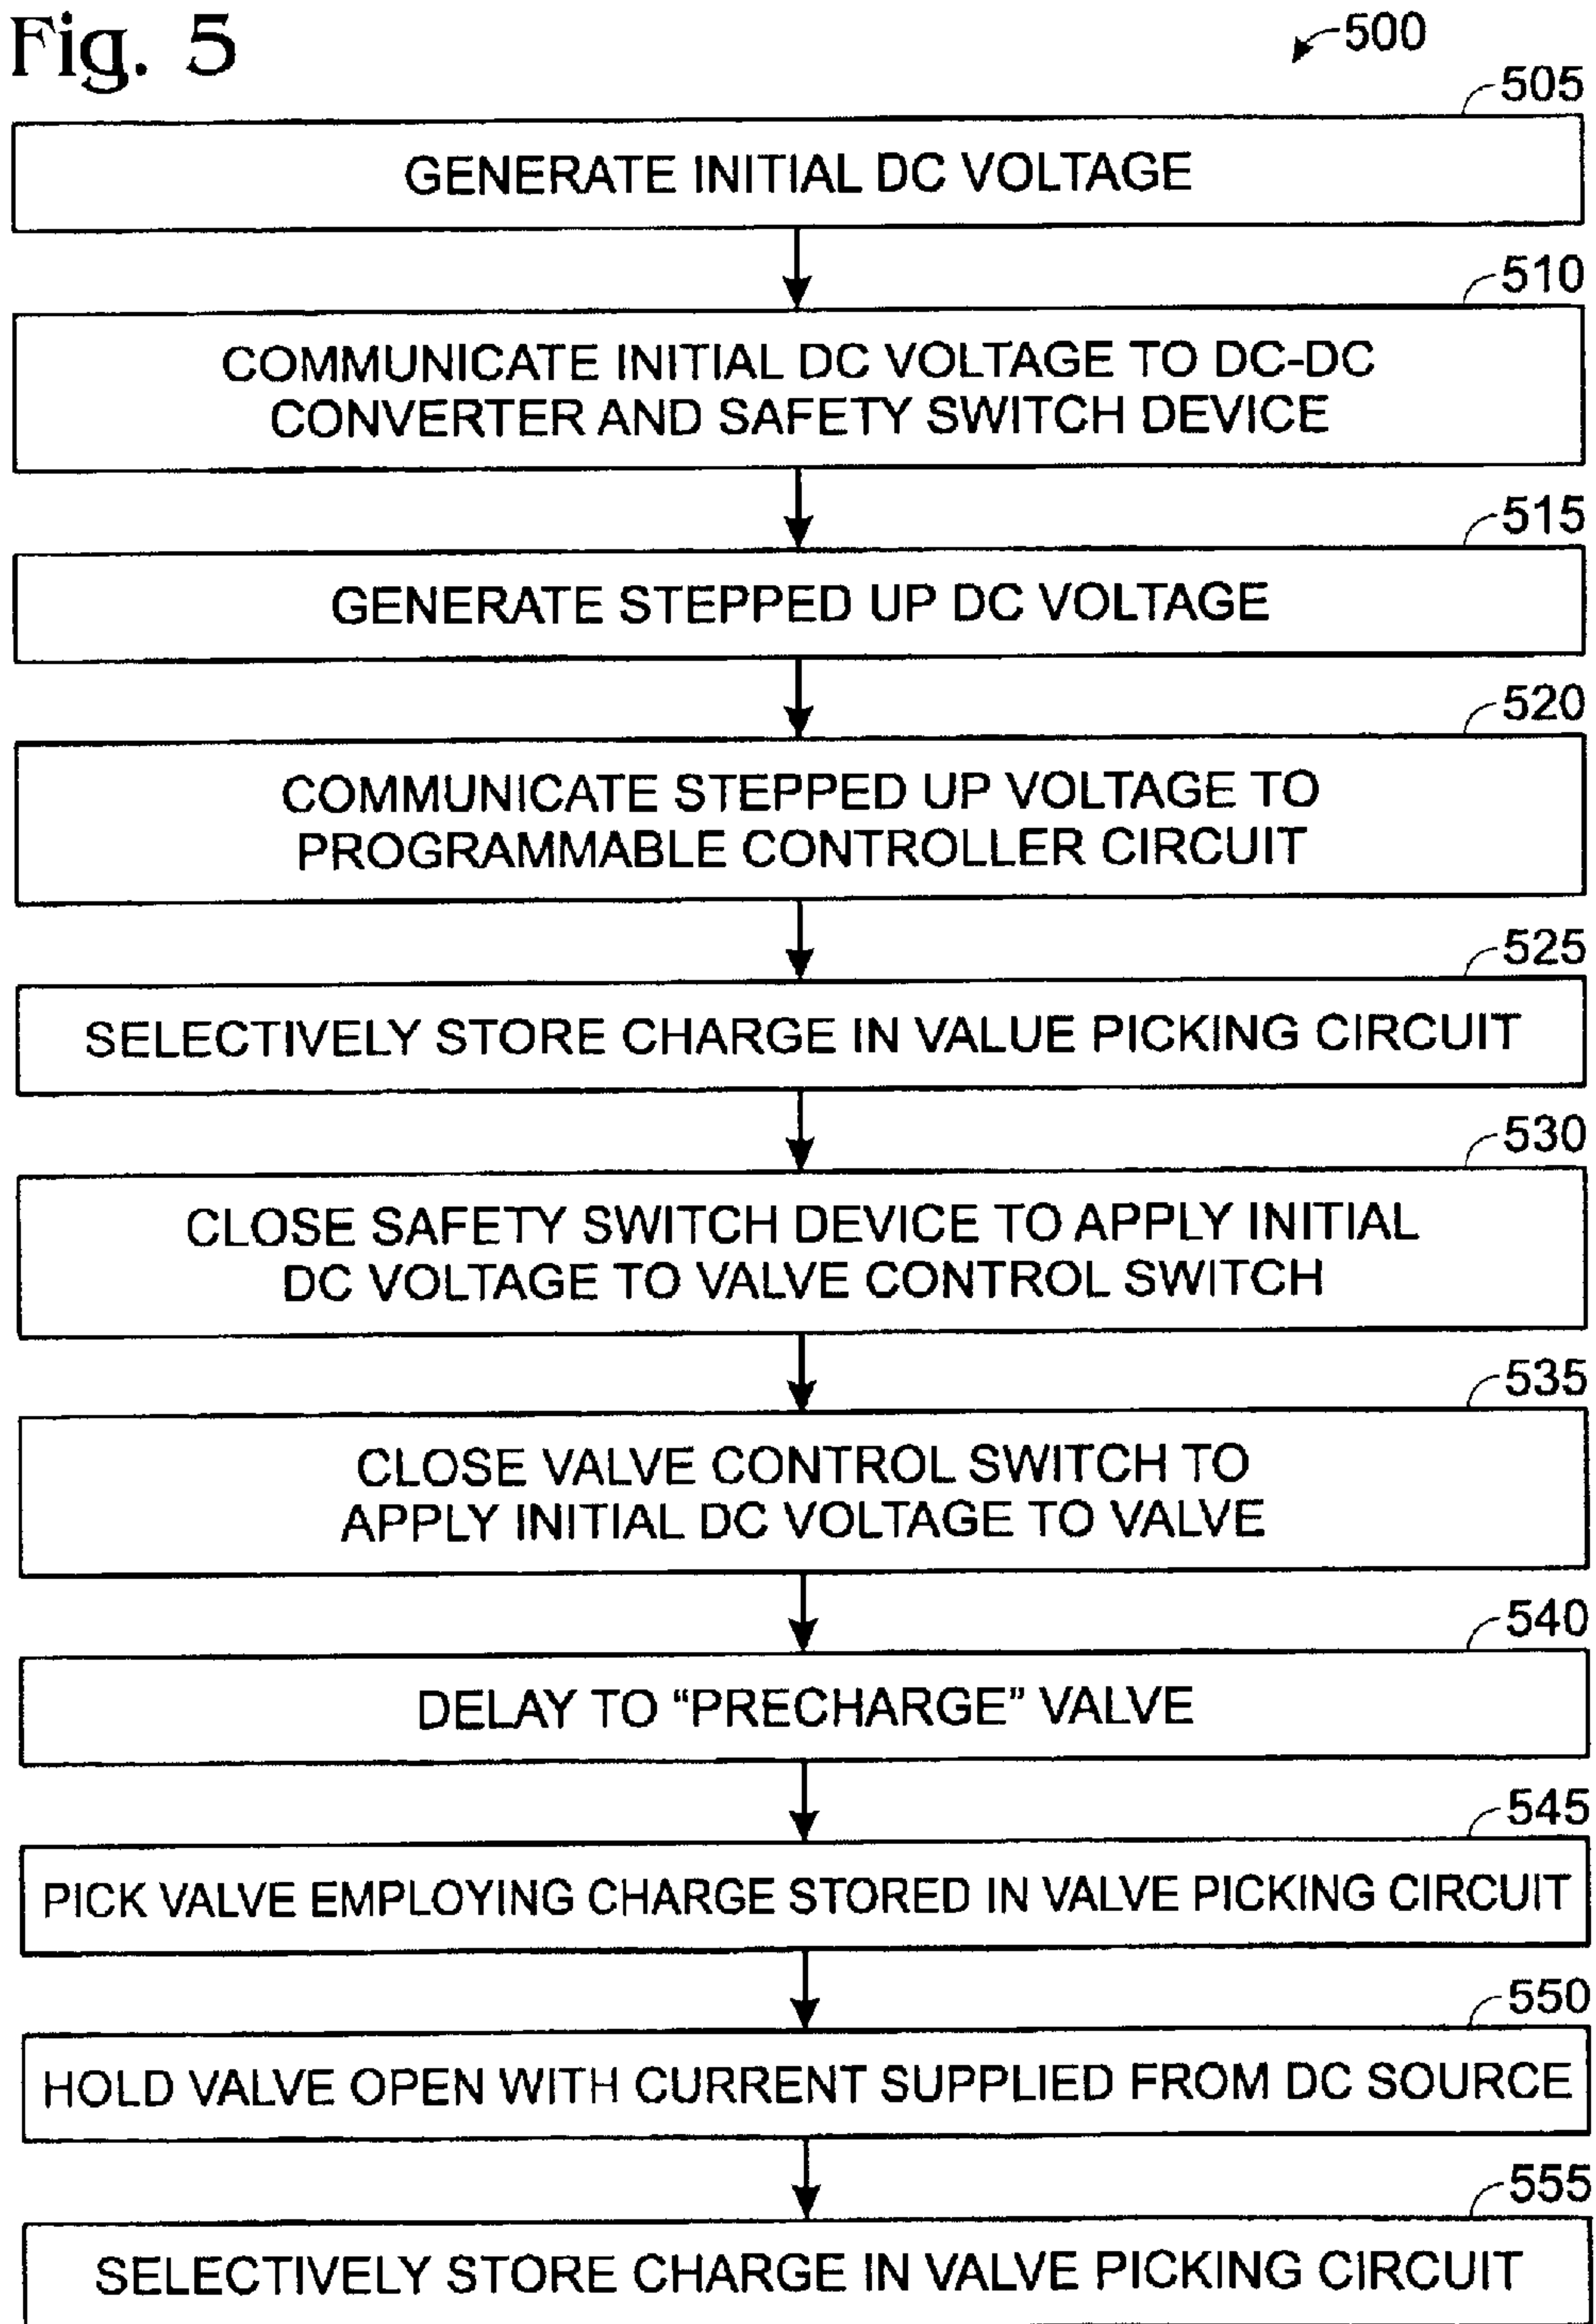 Fig. 5
500
505
GENERATE INITIAL DC VOLTAGE
510
COMMUNICATE INITIAL DC VOLTAGE TO DC-DC
CONVERTER AND SAFETY SWITCH DEVICE
515
GENERATE STEPPED UP DC VOLTAGE
520
COMMUNICATE STEPPED UP VOLTAGE TO
PROGRAMMABLE CONTROLLER CIRCUIT
525
SELECTIVELY STORE CHARGE IN VALUE PICKING CIRCUIT
530
CLOSE SAFETY SWITCH DEVICE TO APPLY INITIAL
DC VOLTAGE TO VALVE CONTROL SWITCH
535
CLOSE VALVE CONTROL SWITCH TO
APPLY INITIAL DC VOLTAGE TO VALVE
540
DELAY TO “PRECHARGE” VALVE
545
PICK VALVE EMPLOYING CHARGE STORED IN VALVE PICKING CIRCUIT
550
HOLD VALVE OPEN WITH CURRENT SUPPLIED FROM DC SOURCE
555
SELECTIVELY STORE CHARGE IN VALVE PICKING CIRCUIT